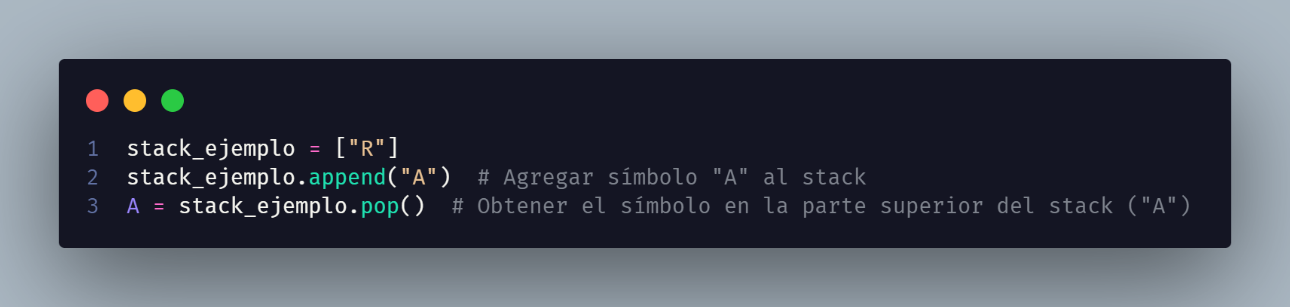 1 stack_ejemplo = ["R"]
2 stack_ejemplo.append("A")  # Agregar símbolo "A" al stack
3 A = stack_ejemplo.pop()  # Obtener el símbolo en la parte superior del stack ("A")